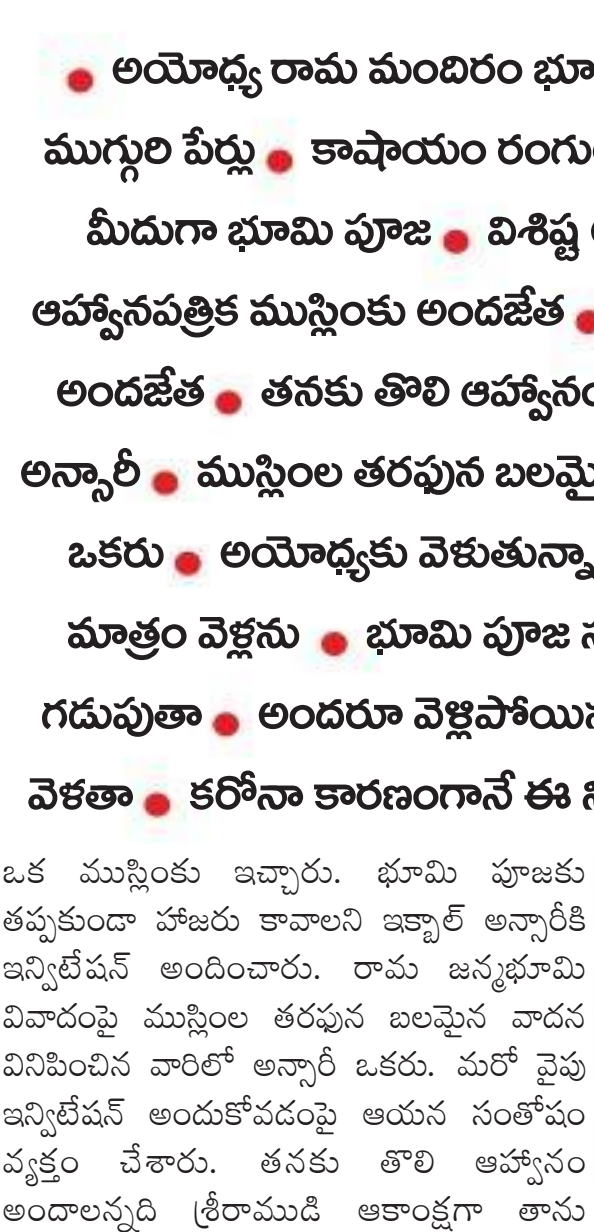 • అయోధ్య రామ మందిరం భూ
ముగ్గురి పేర్లు • కాషాయం రంగు
మీదుగా భూమి పూజ • విశిష్ట
ఆహ్వానపత్రిక ముస్లింకు అందజేత •
అందజేత • తనకు తొలి ఆహ్వానం
అన్సారీ • ముస్లింల తరఫున బలమై
ఒకరు • అయోధ్యకు వెళుతున్నా
మాత్రం వెళ్లను • భూమి పూజ
గడుపుతా • అందరూ వెళ్లిపోయిన
వెళతా • కరోనా కారణంగానే ఈ
ఒక ముస్లింకు ఇచ్చారు. భూమి పూజకు
తప్పకుండా హాజరు కావాలని ఇక్బాల్ అన్సారీకి
ఇన్విటేషన్ అందించారు. రామ జన్మభూమి
వివాదంపై ముస్లింల తరఫున బలమైన వాదన
వినిపించిన వారిలో అన్సారీ ఒకరు. మరో వైపు
ఇన్విటేషన్ అందుకోవడంపై ఆయన సంతోషం
వ్యక్తం చేశారు. తనకు తొలి ఆహ్వానం
అందాలన్నది శ్రీరాముడి ఆకాంక్షగా తాను